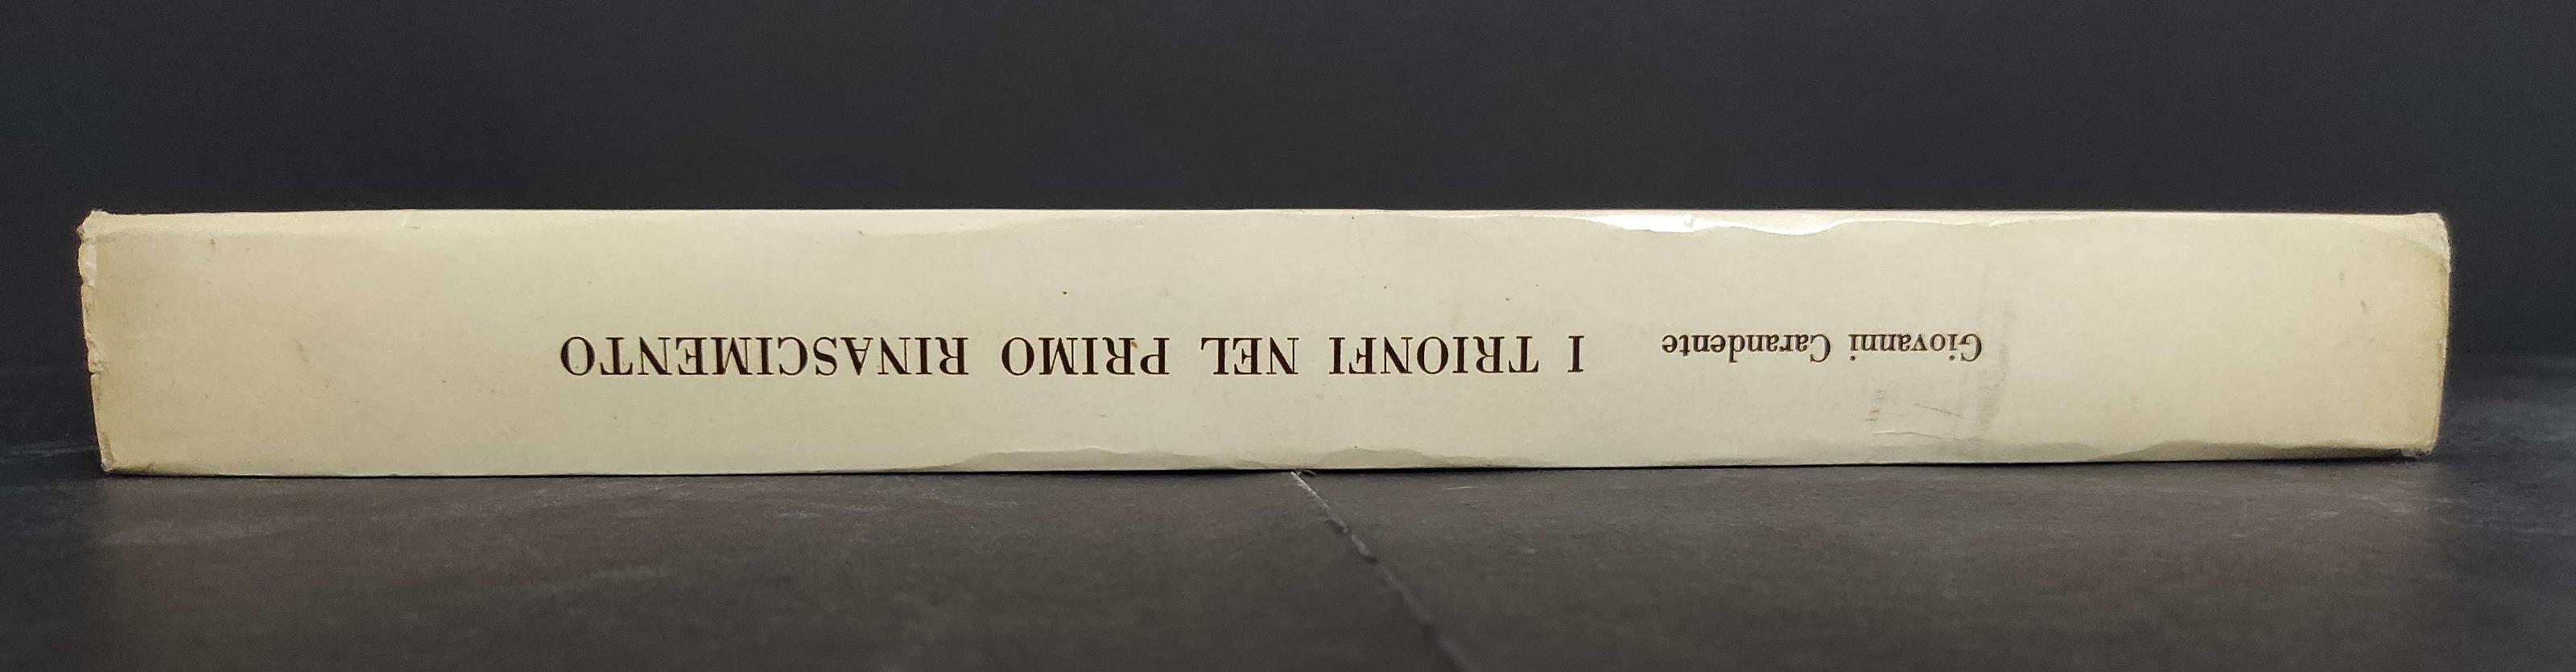 Giovanni Carandente I TRIONFI NEL PRIMO RINASCIMENTO